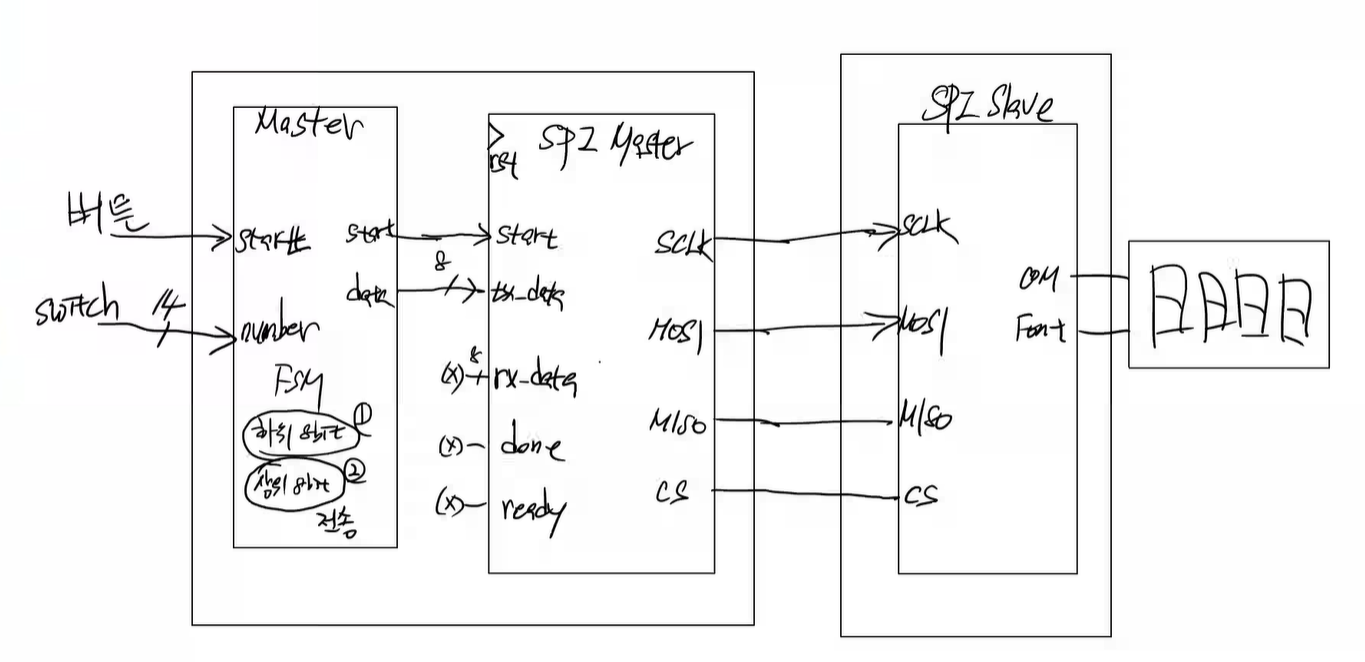 버튼
switch 14
Master
start
number
start
data
8
FSM
하위 8bit ①
상위 8bit ②
전송
rst
SPI Master
start
tx_data
(x) 8 rx_data
(x) done
(x) ready
SCLK
MOSI
MISO
CS
SPI Slave
SCLK
MOSI
MISO
CS
COM
Font
8888